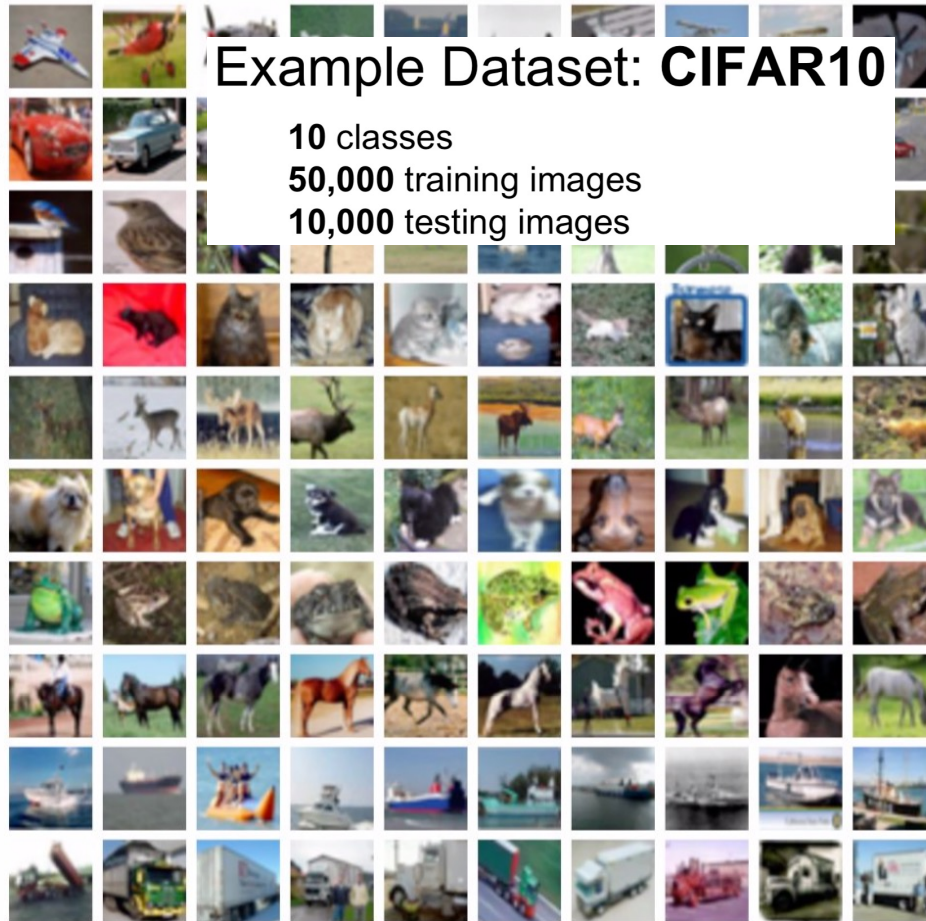 Example Dataset: CIFAR10
10 classes
50,000 training images
10,000 testing images